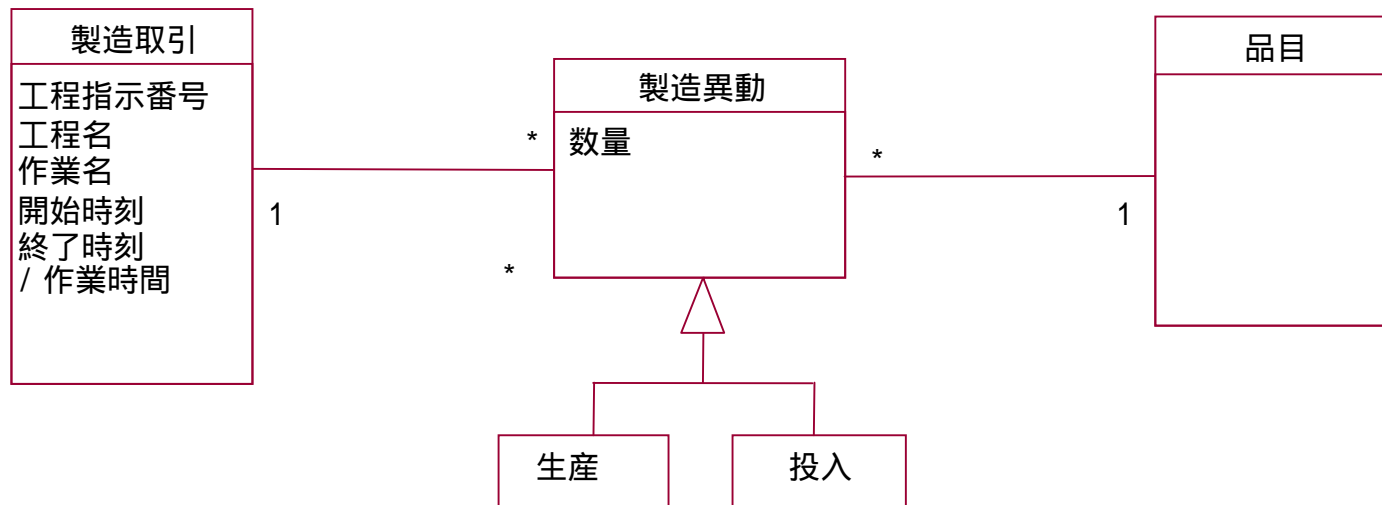 製造取引
工程指示番号
工程名
作業名
開始時刻
終了時刻
/ 作業時間
1
*
*
製造異動
数量
*
1
品目
生産
投入